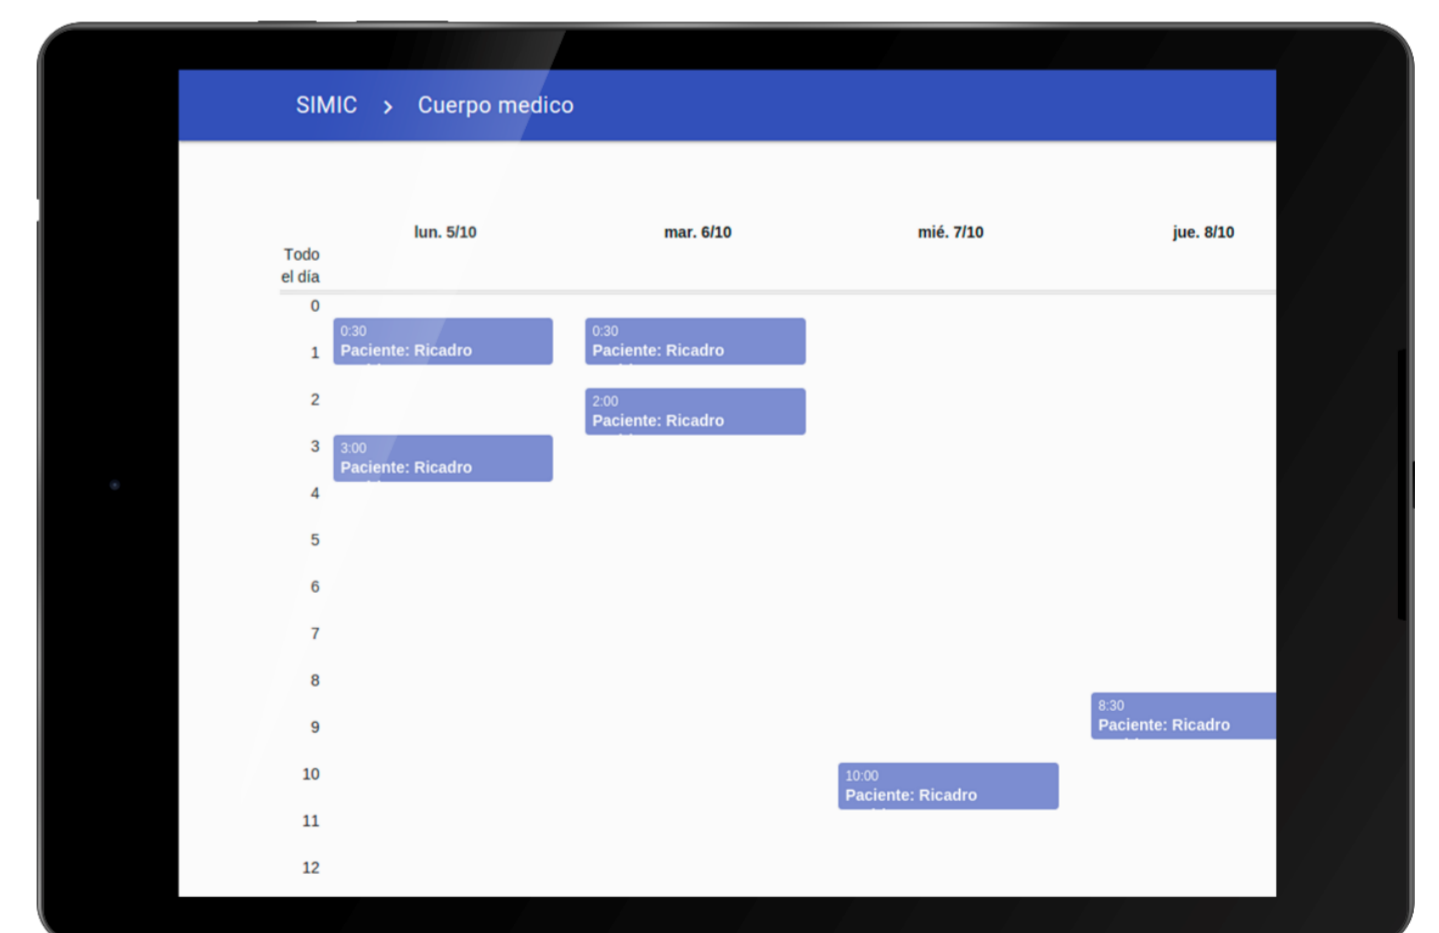 SIMIC > Cuerpo medico
lun. 5/10 mar. 6/10 mié. 7/10 jue. 8/10
Todo
el día
0
0:30 0:30
1 Paciente: Ricadro Paciente: Ricadro
2 2:00
Paciente: Ricadro
3 3:00
Paciente: Ricadro
4
5
6
7
8
8:30
9 Paciente: Ricadro
10 10:00
Paciente: Ricadro
11
12